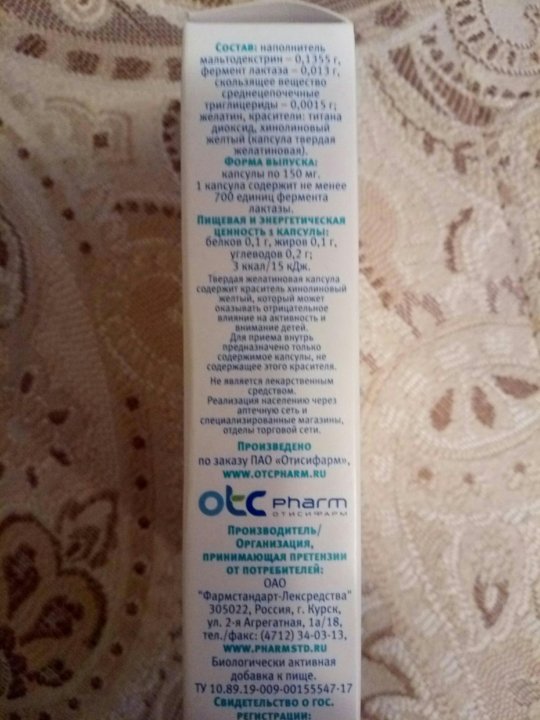 Состав: наполнитель
мальтодекстрин – 0,1355 г,
фермент лактаза – 0,013 г,
скользящее вещество
среднецепочечные
триглицериды – 0,0015 г;
желатин, красители: титана
диоксид, хинолиновый
желтый (капсула твердая
желатиновая).
Форма выпуска:
капсулы по 150 мг.
1 капсула содержит не менее
700 единиц фермента
лактазы.
Пищевая и энергетическая
ценность 1 капсулы:
белков 0,1 г, жиров 0,1 г,
углеводов 0,2 г;
3 ккал/15 кДж.
Твердая желатиновая капсула
содержит краситель хинолиновый
желтый, который может
оказывать отрицательное
влияние на активность и
внимание детей.
Для приема внутрь
предназначено только
содержимое капсулы, не
содержащее этого красителя.
Не является лекарственным
средством.
Реализация населению через
аптечную сеть и
специализированные магазины,
отделы торговой сети.
Произведено
по заказу ПАО «Отисифарм»,
www.otcpharm.ru
otc pharm
ОТИСИФАРМ
Производитель/
Организация,
принимающая претензии
от потребителей:
ОАО
"Фармстандарт-Лексредства"
305022, Россия, г. Курск,
ул. 2-я Агрегатная, 1а/18,
тел./факс: (4712) 34-03-13,
www.pharmstd.ru
Биологически активная
добавка к пище.
ТУ 10.89.19-009-00155547-17
Свидетельство о гос.
регистрации: